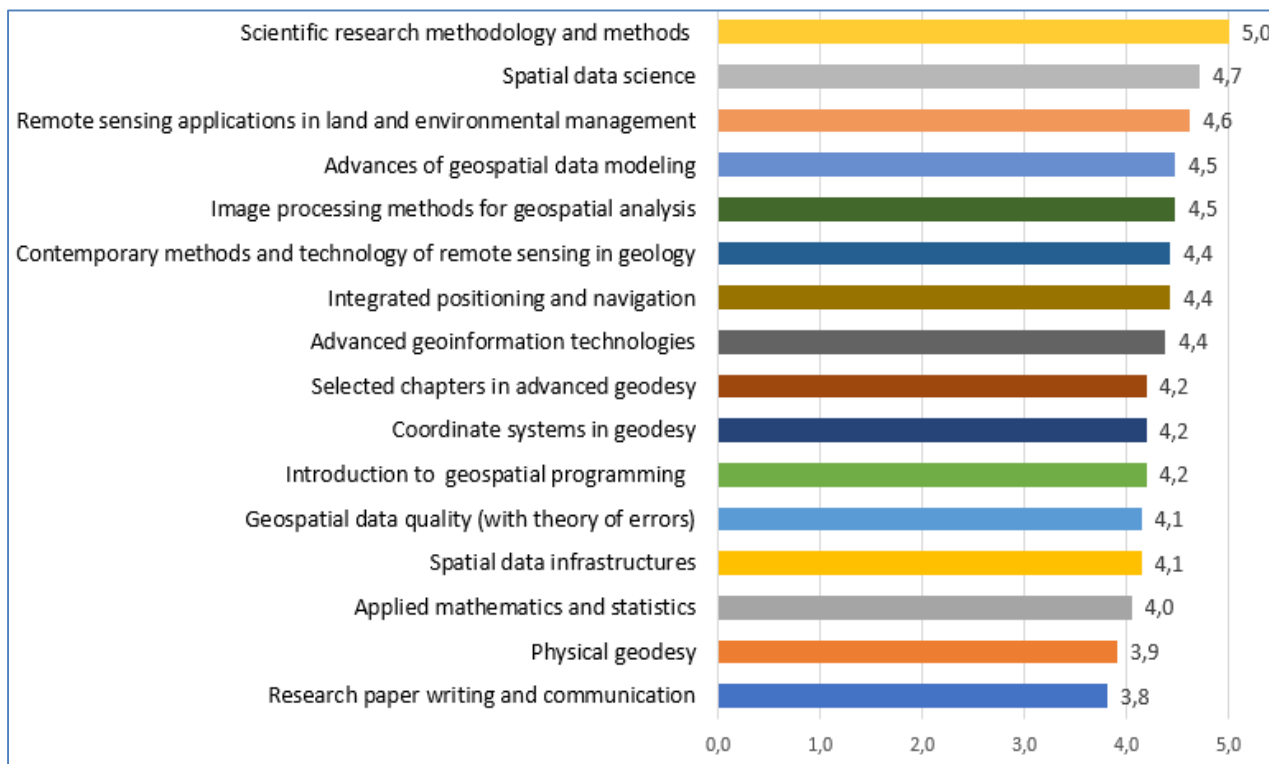 Scientific research methodology and methods 5,0
Spatial data science 4,7
Remote sensing applications in land and environmental management 4,6
Advances of geospatial data modeling 4,5
Image processing methods for geospatial analysis 4,5
Contemporary methods and technology of remote sensing in geology 4,4
Integrated positioning and navigation 4,4
Advanced geoinformation technologies 4,4
Selected chapters in advanced geodesy 4,2
Coordinate systems in geodesy 4,2
Introduction to geospatial programming 4,2
Geospatial data quality (with theory of errors) 4,1
Spatial data infrastructures 4,1
Applied mathematics and statistics 4,0
Physical geodesy 3,9
Research paper writing and communication 3,8
0,0 1,0 2,0 3,0 4,0 5,0